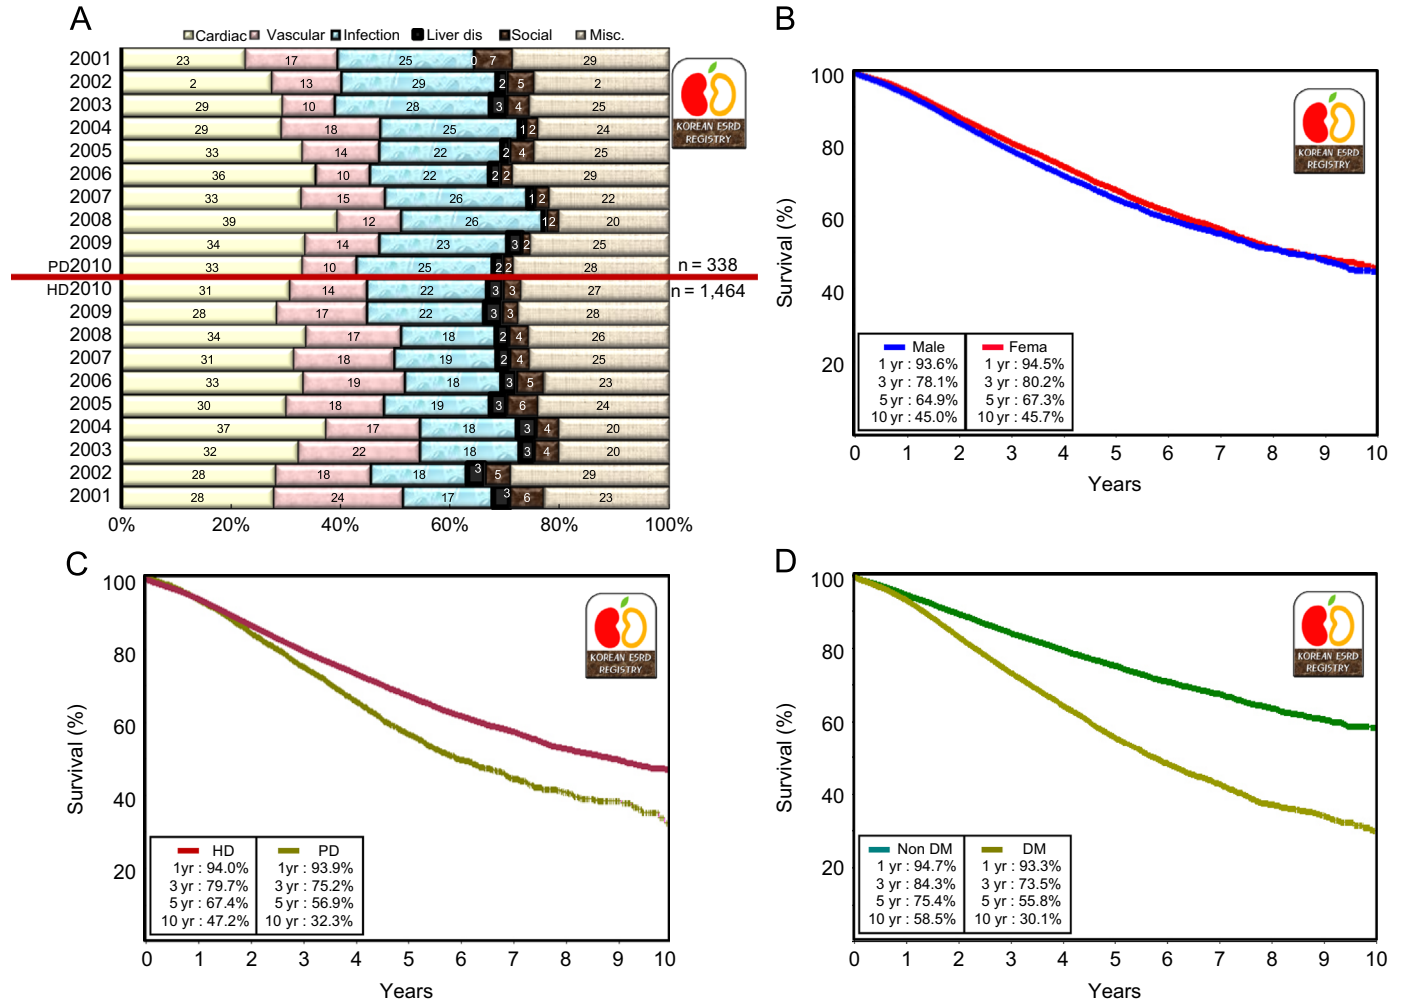 A
Cardiac Vascular Infection Liver dis Social Misc.
2001 23 17 25 0 7 29
2002 2 13 29 2 5 2
2003 29 10 28 3 4 25
2004 29 18 25 1 2 24
2005 33 14 22 2 4 25
2006 36 10 22 2 2 29
2007 33 15 26 1 2 22
2008 39 12 26 1 2 20
2009 34 14 23 3 2 25
PD2010 33 10 25 2 2 28 n = 338
HD2010 31 14 22 3 3 27 n = 1,464
2009 28 17 22 3 3 28
2008 34 17 18 2 4 26
2007 31 18 19 2 4 25
2006 33 19 18 3 5 23
2005 30 18 19 3 6 24
2004 37 17 18 3 4 20
2003 32 22 18 3 4 20
2002 28 18 18 3 5 29
2001 28 24 17 3 6 23
0% 20% 40% 60% 80% 100%
KOREAN ESRD
REGISTRY
B
Survival (%)
100
80
60
40
20
KOREAN ESRD
REGISTRY
Male Fema
1 yr : 93.6% 1 yr : 94.5%
3 yr : 78.1% 3 yr : 80.2%
5 yr : 64.9% 5 yr : 67.3%
10 yr : 45.0% 10 yr : 45.7%
0 1 2 3 4 5 6 7 8 9 10
Years
C
Survival (%)
100
80
60
40
20
KOREAN ESRD
REGISTRY
HD PD
1yr : 94.0% 1yr : 93.9%
3 yr : 79.7% 3 yr : 75.2%
5 yr : 67.4% 5 yr : 56.9%
10 yr : 47.2% 10 yr : 32.3%
0 1 2 3 4 5 6 7 8 9 10
Years
D
Survival (%)
100
80
60
40
20
KOREAN ESRD
REGISTRY
Non DM DM
1 yr : 94.7% 1 yr : 93.3%
3 yr : 84.3% 3 yr : 73.5%
5 yr : 75.4% 5 yr : 55.8%
10 yr : 58.5% 10 yr : 30.1%
0 1 2 3 4 5 6 7 8 9 10
Years